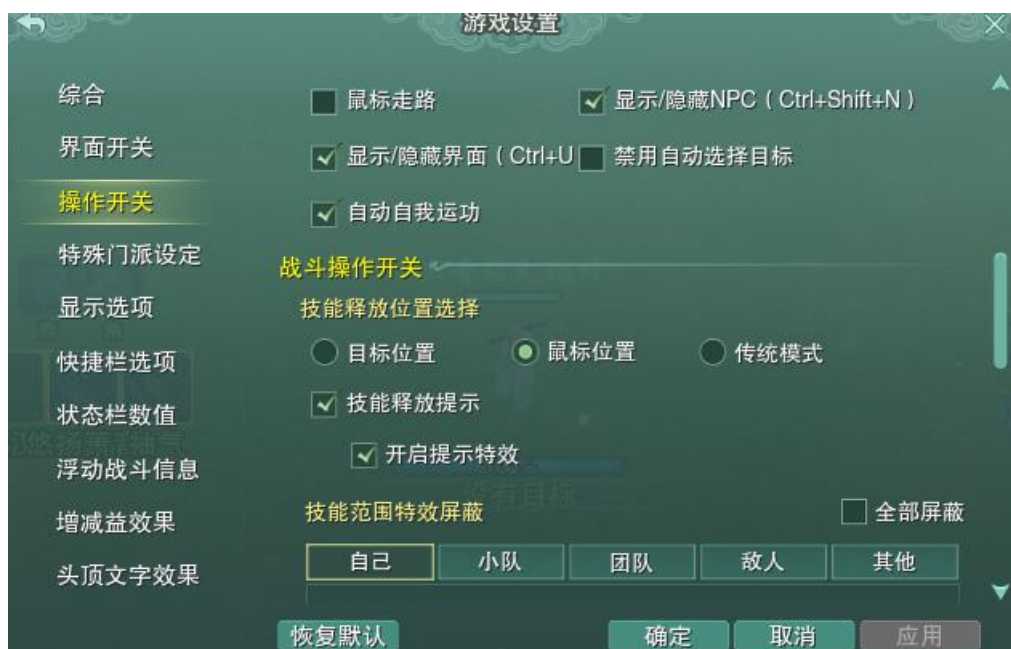 游戏设置
综合
界面开关
操作开关
特殊门派设定
显示选项
快捷栏选项
状态栏数值
浮动战斗信息
增减益效果
头顶文字效果
鼠标走路 显示/隐藏NPC（Ctrl+Shift+N）
显示/隐藏界面（Ctrl+U 禁用自动选择目标
自动自我运功
战斗操作开关
技能释放位置选择
目标位置 鼠标位置 传统模式
技能释放提示
开启提示特效
没有目标
技能范围特效屏蔽 全部屏蔽
自己 小队 团队 敌人 其他
恢复默认 确定 取消 应用